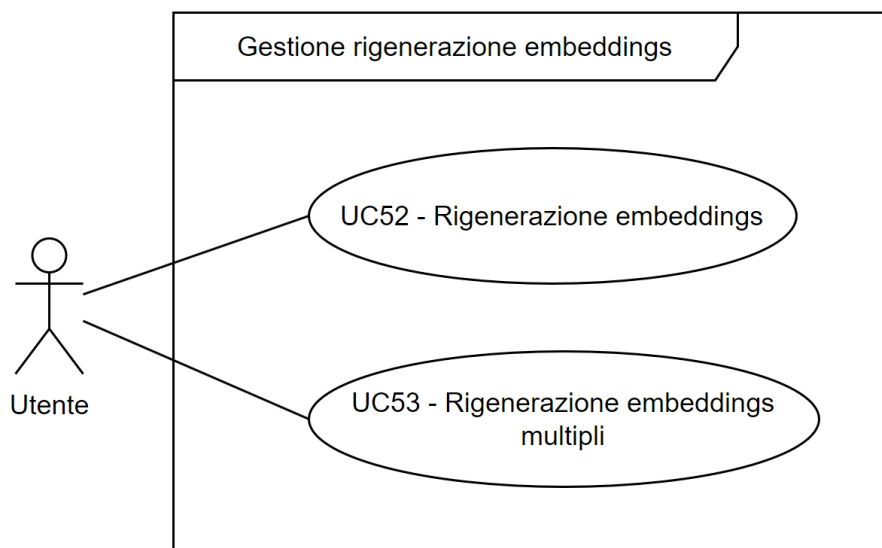 Gestione rigenerazione embeddings
UC52 - Rigenerazione embeddings
Utente
UC53 - Rigenerazione embeddings
multipli